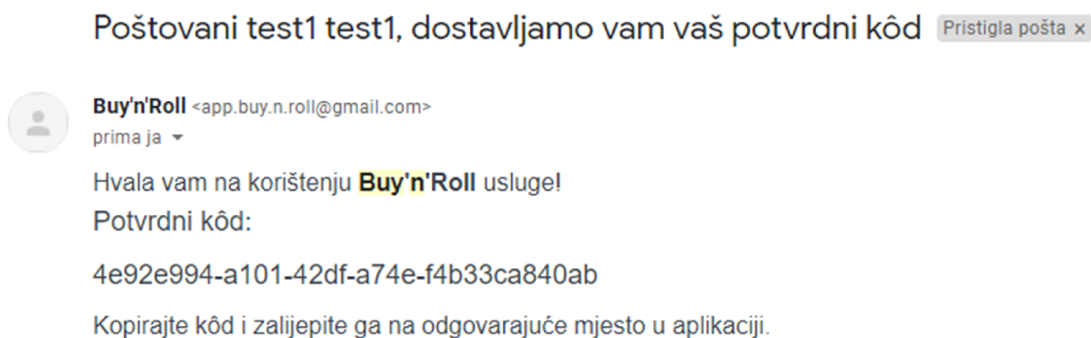 Poštovani test1 test1, dostavljamo vam vaš potvrdni kôd Pristigla pošta ×
Buy'n'Roll <app.buy.n.roll@gmail.com>
prima ja
Hvala vam na korištenju Buy'n'Roll usluge!
Potvrdni kôd:
4e92e994-a101-42df-a74e-f4b33ca840ab
Kopirajte kôd i zalijepite ga na odgovarajuće mjesto u aplikaciji.